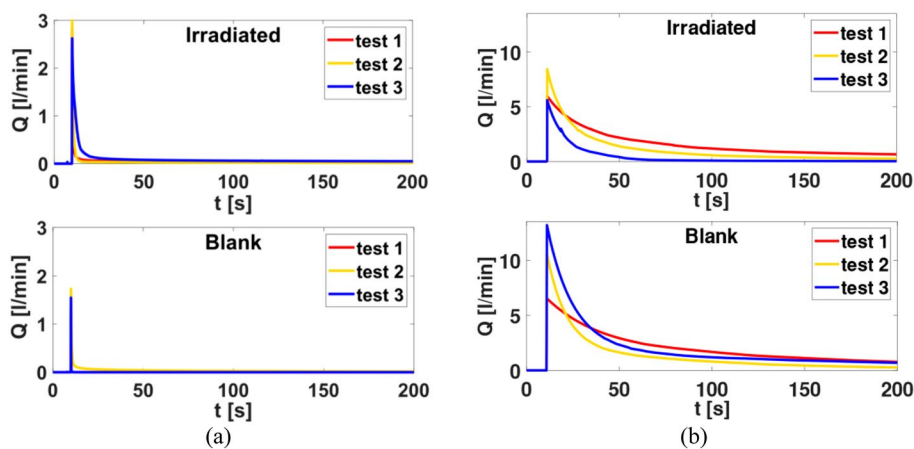 Irradiated
test 1
test 2
test 3
Q [l/min]
3
2
1
0
0 50 100 150 200
t [s]
Blank
test 1
test 2
test 3
Q [l/min]
3
2
1
0
0 50 100 150 200
t [s]
(a)
Irradiated
test 1
test 2
test 3
Q [l/min]
10
5
0
0 50 100 150 200
t [s]
Blank
test 1
test 2
test 3
Q [l/min]
10
5
0
0 50 100 150 200
t [s]
(b)